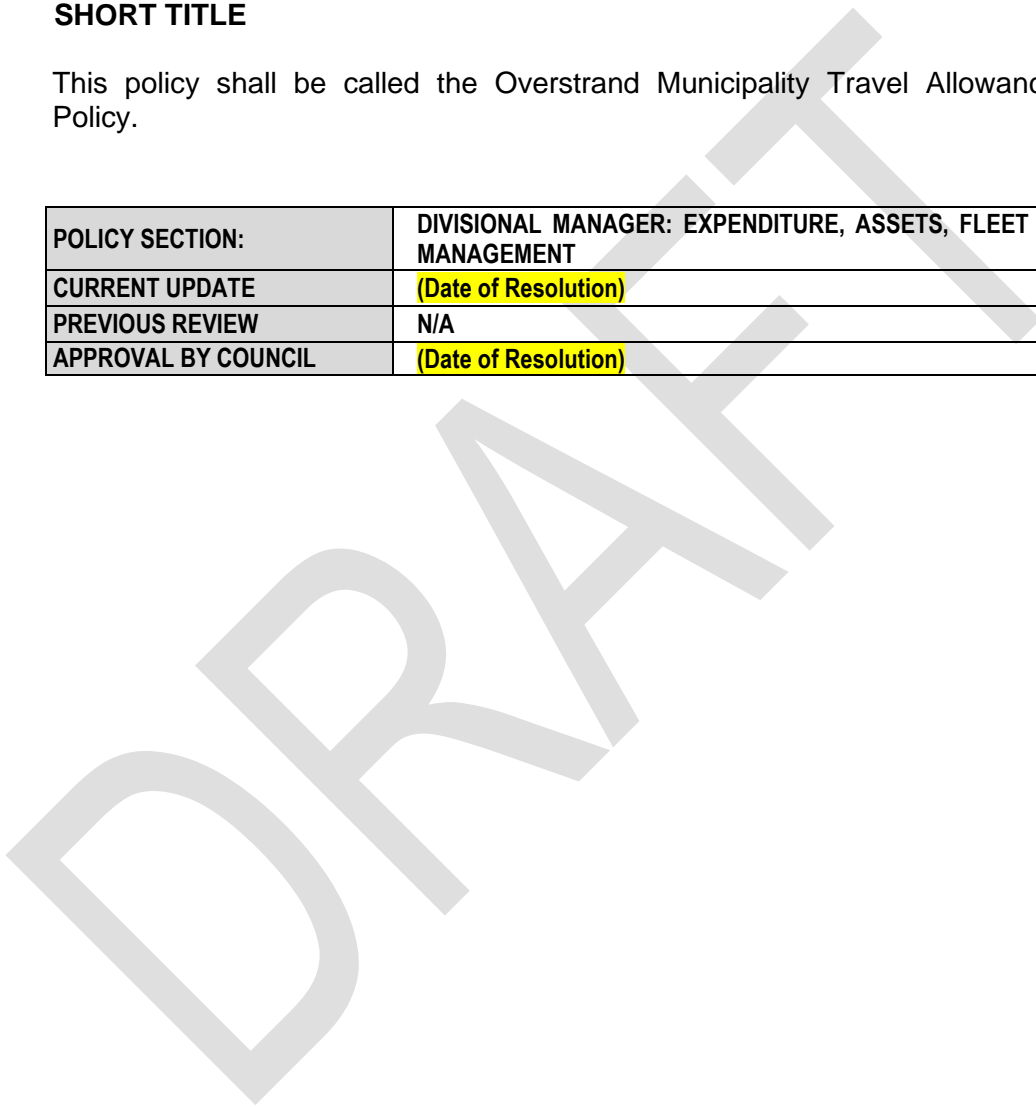 SHORT TITLE
This policy shall be called the Overstrand Municipality Travel
Policy.
POLICY SECTION: DIVISIONAL MANAGER: EXPENDITURE, ASSETS, FLEET
MANAGEMENT
CURRENT UPDATE (Date of Resolution)
PREVIOUS REVIEW N/A
APPROVAL BY COUNCIL (Date of Resolution)
DRAFT